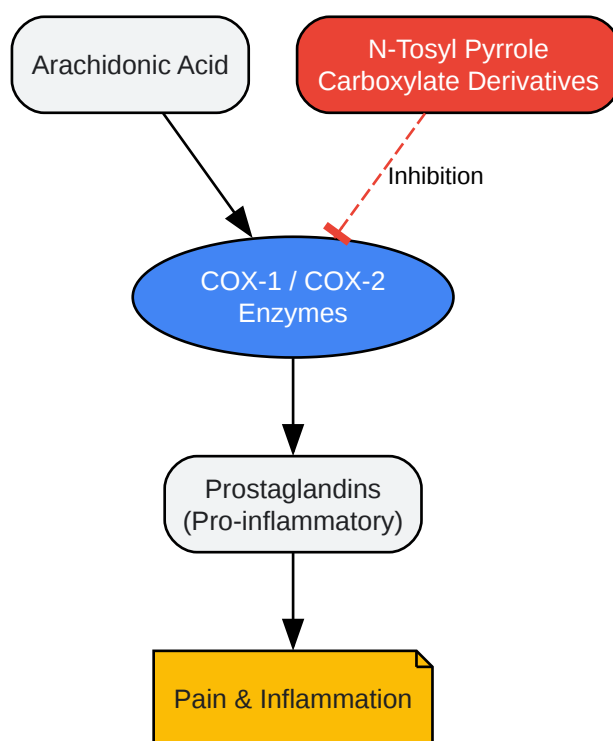 Arachidonic Acid
N-Tosyl Pyrrole
Carboxylate Derivatives
Inhibition
COX-1 / COX-2
Enzymes
Prostaglandins
(Pro-inflammatory)
Pain & Inflammation